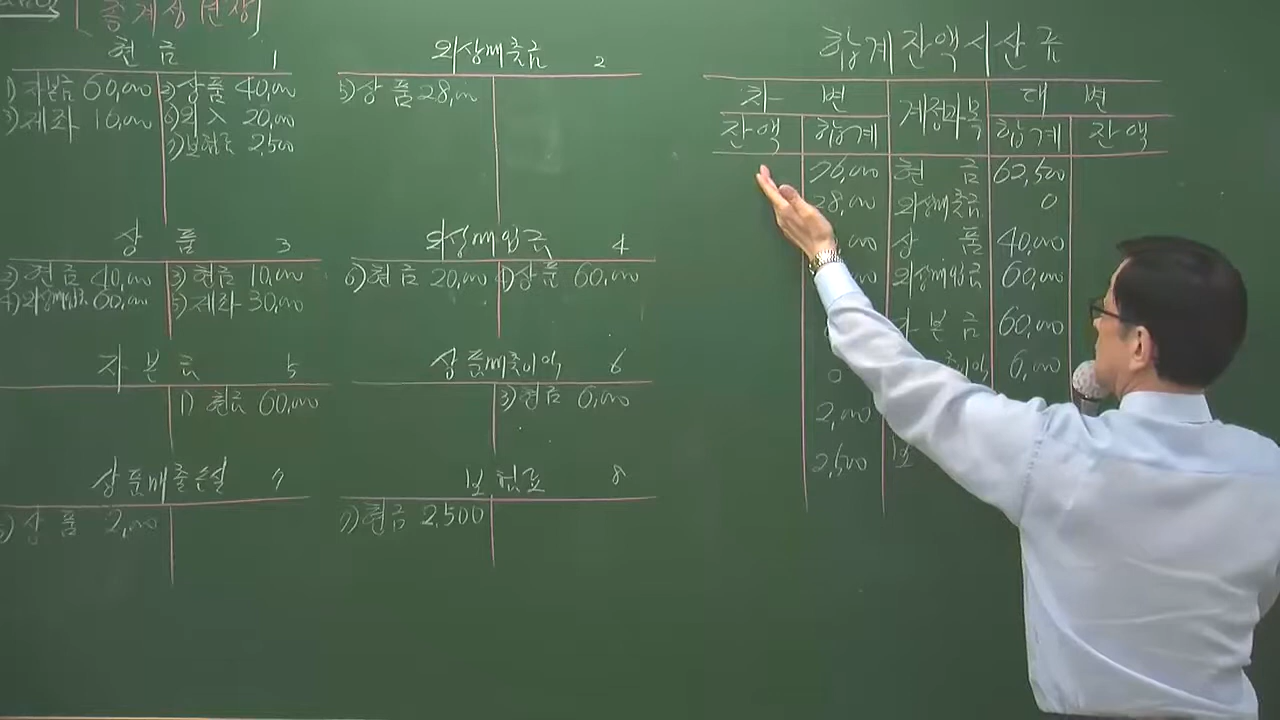 [총계정원장]
현 금 1
1) 자본금 60,000 2) 상품 40,000
3) 제좌 16,000 6) 외 入 20,000
7) 보험료 2,500
외상매출금 2
5) 상품 28,000
상 품 3
2) 현금 40,000 3) 현금 10,000
4) 외상매입금 60,000 5) 제좌 30,000
외상매입금 4
6) 현금 20,000 4) 상품 60,000
자 본 금 5
1) 현금 60,000
상품매출이익 6
3) 현금 6,000
상품매출손실 7
5) 상품 2,000
보험료 8
7) 현금 2,500
합계잔액시산표
차 변 계정과목 대 변
잔액 합계 합계 잔액
76,000 현 금 62,500
28,000 외상매출금 0
,000 상 품 40,000
외상매입금 60,000
자본금 60,000
0 6,000
2,000
2,500 보